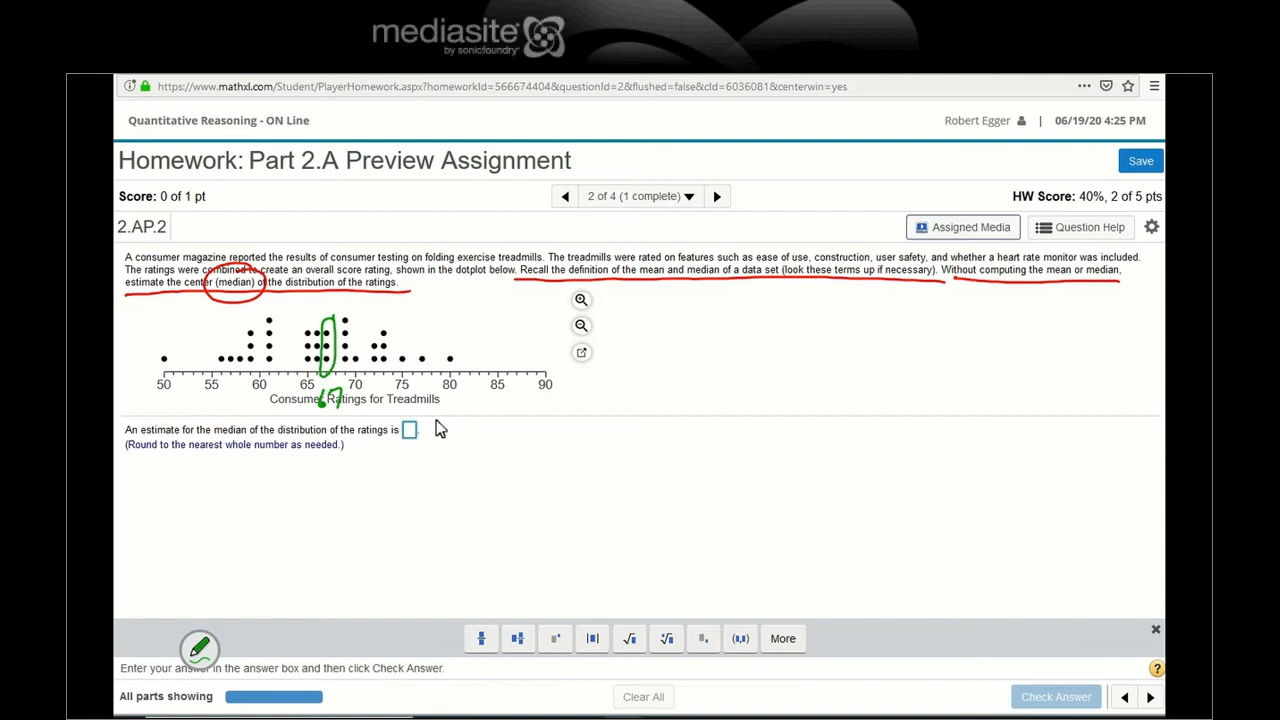 mediasite
by sonicfoundry
https://www.mathxl.com/Student/PlayerHomework.aspx?homeworkId=566674404&questionId=2&flushed=false&cId=6036081&centerwin=yes
Quantitative Reasoning - ON Line
Robert Egger | 06/19/20 4:25 PM
Homework: Part 2.A Preview Assignment
Save
Score: 0 of 1 pt
2 of 4 (1 complete)
HW Score: 40%, 2 of 5 pts
2.AP.2
Assigned Media
Question Help
A consumer magazine reported the results of consumer testing on folding exercise treadmills. The treadmills were rated on features such as ease of use, construction, user safety, and whether a heart rate monitor was included.
The ratings were combined to create an overall score rating, shown in the dotplot below. Recall the definition of the mean and median of a data set (look these terms up if necessary). Without computing the mean or median,
estimate the center (median) of the distribution of the ratings.
50 55 60 65 70 75 80 85 90
67
Consumer Ratings for Treadmills
An estimate for the median of the distribution of the ratings is .
(Round to the nearest whole number as needed.)
More
Enter your answer in the answer box and then click Check Answer.
?
All parts showing
Clear All
Check Answer